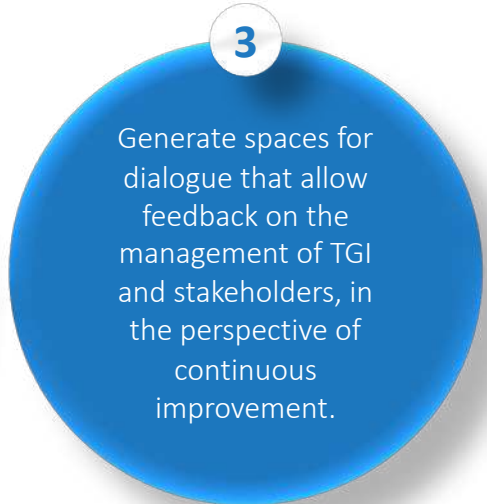 3
Generate spaces for
dialogue that allow
feedback on the
management of TGI
and stakeholders, in
the perspective of
continuous
improvement.